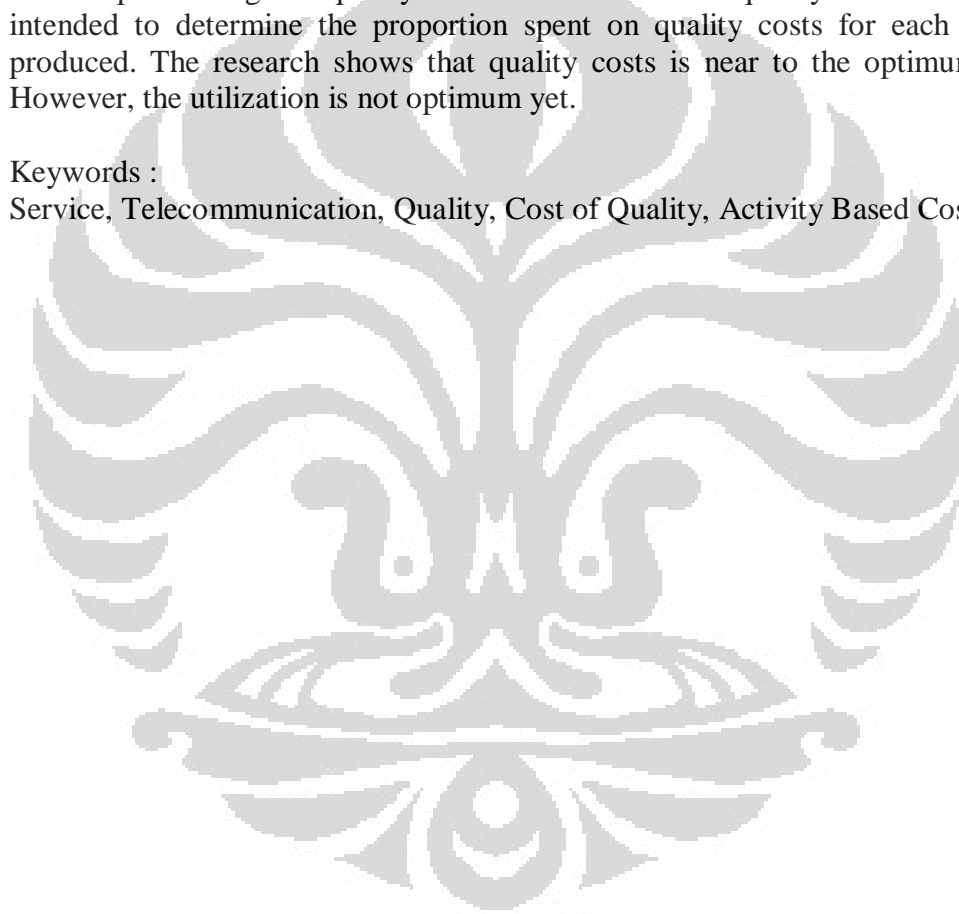 intended to determine the proportion spent on quality costs for each
produced. The research shows that quality costs is near to the
However, the utilization is not optimum yet.
Keywords :
Service, Telecommunication, Quality, Cost of Quality, Activity Based